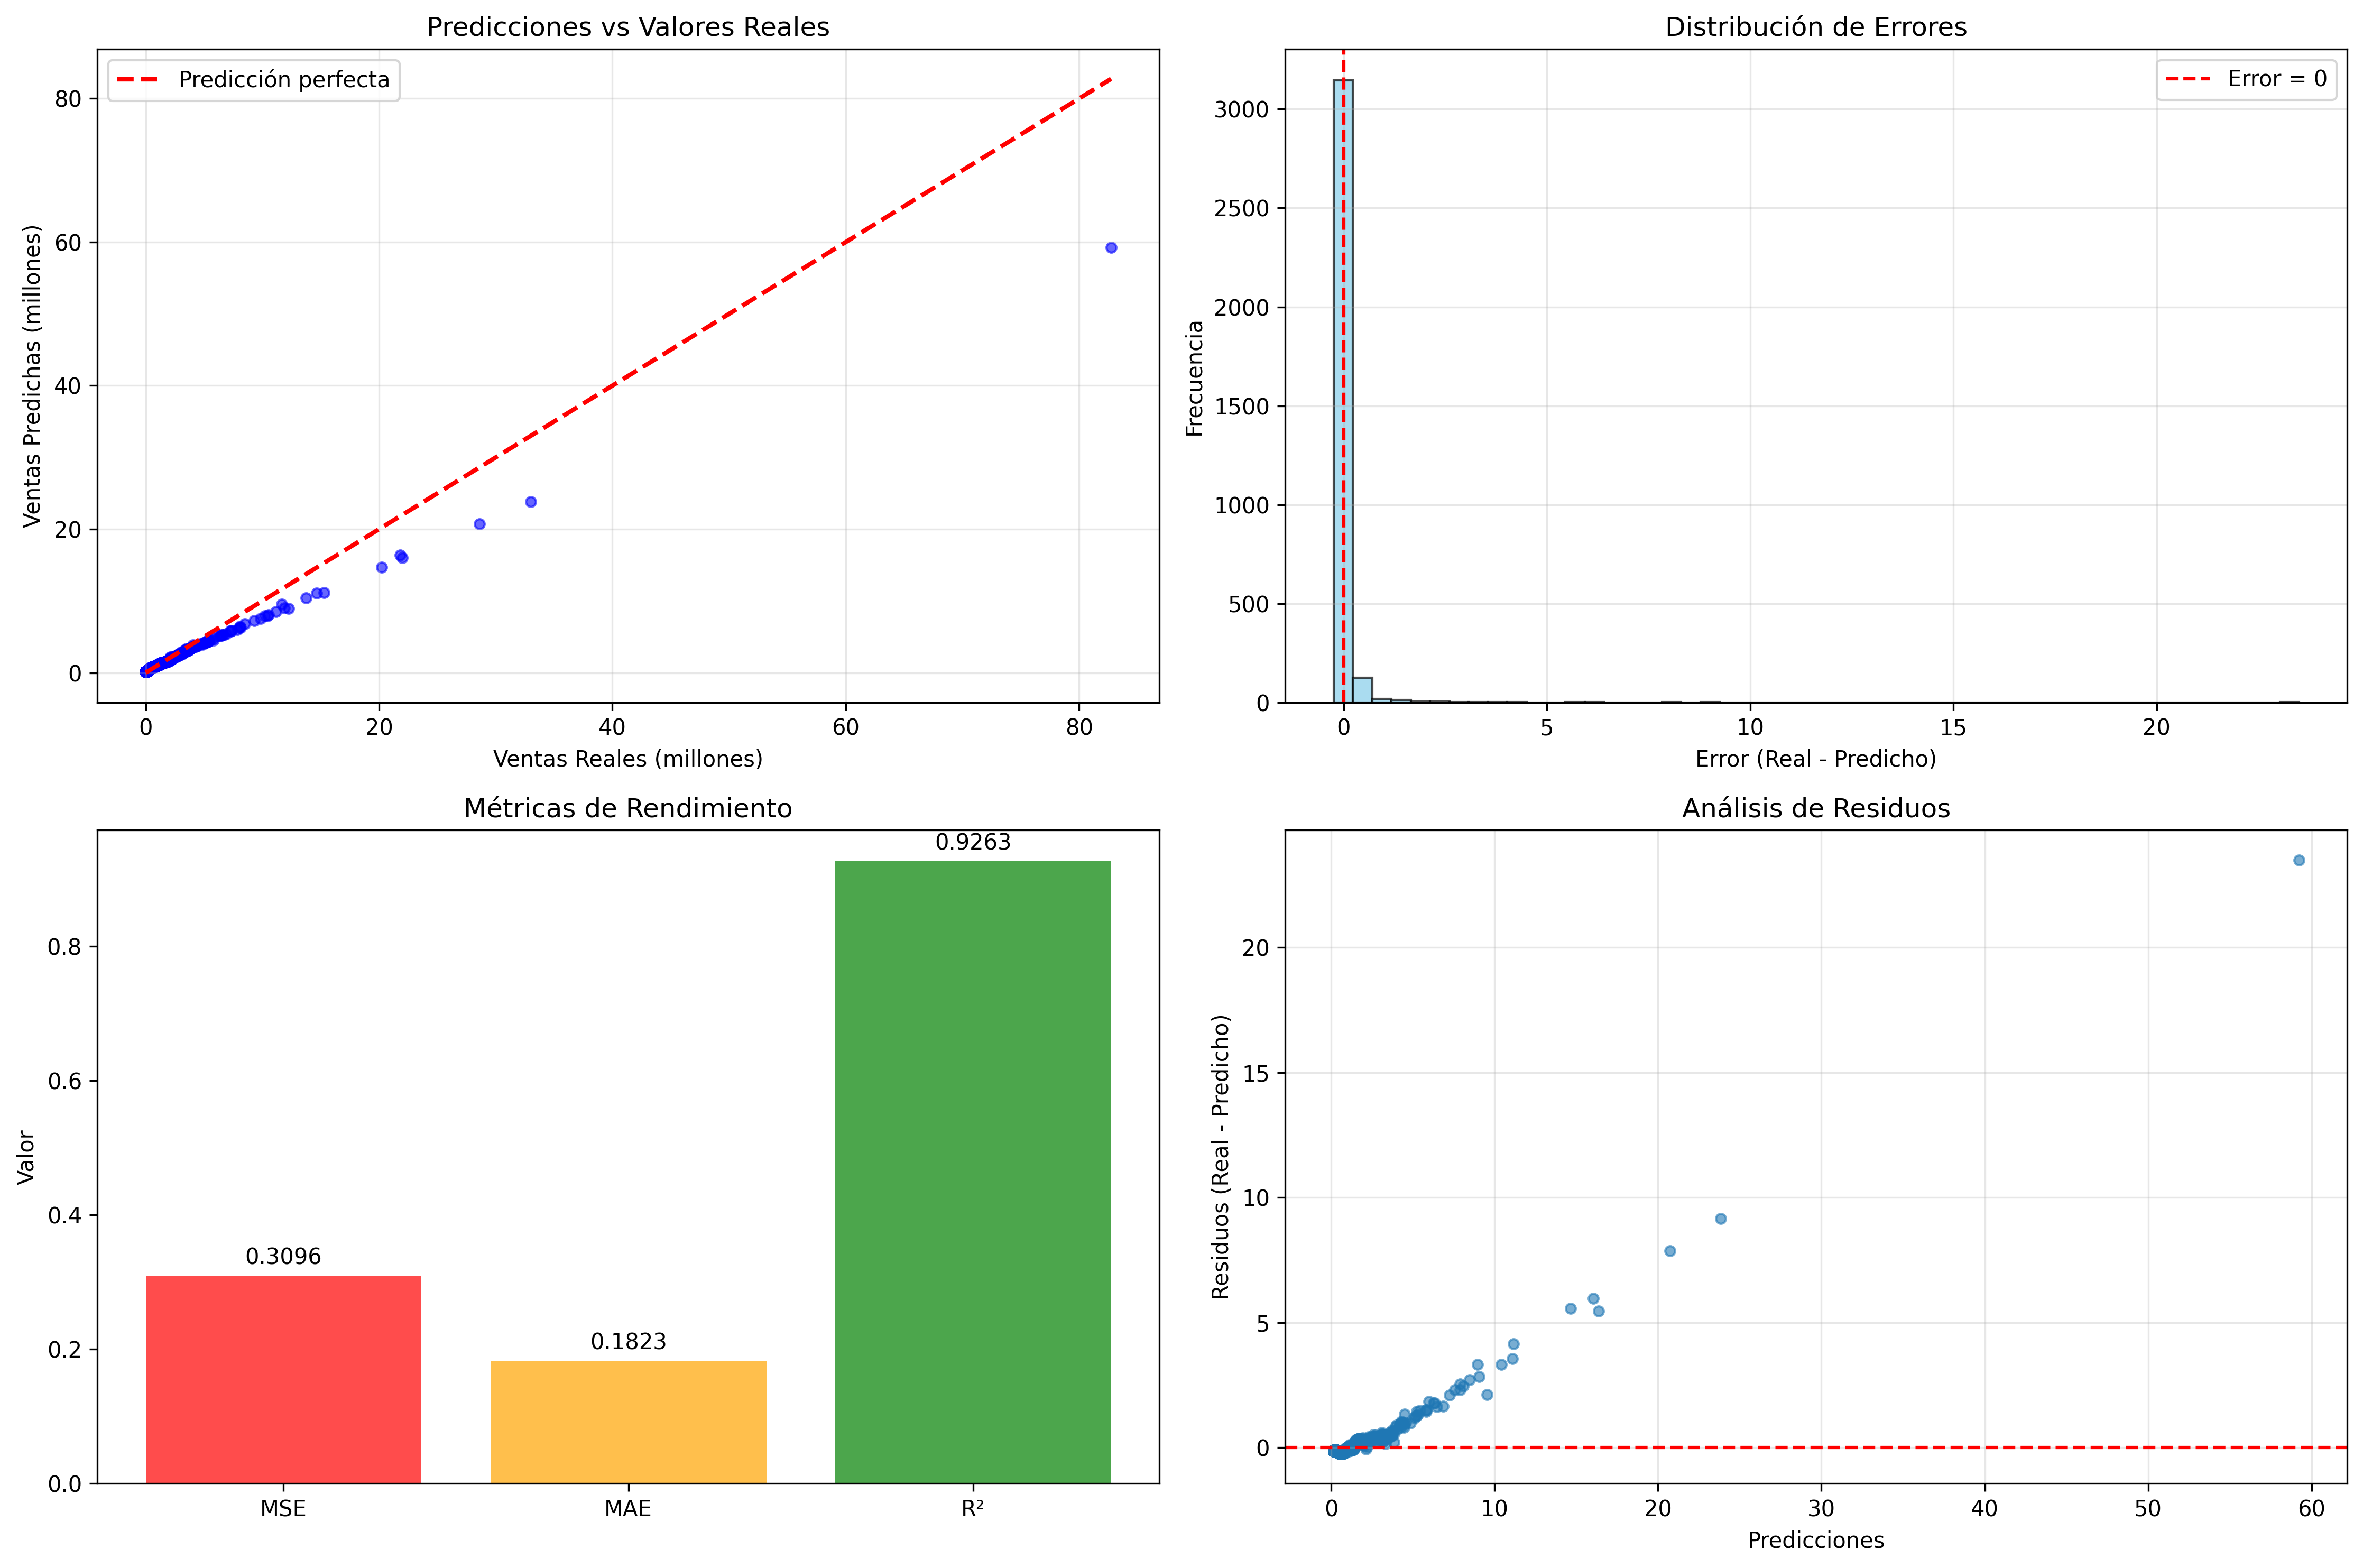 Predicciones vs Valores Reales
Predicción perfecta
80
60
40
20
0
0 20 40 60 80
Ventas Predichas (millones)
Ventas Reales (millones)
Distribución de Errores
Error = 0
3000
2500
2000
1500
1000
500
0
0 5 10 15 20
Frecuencia
Error (Real - Predicho)
Métricas de Rendimiento
0.9263
0.3096
0.1823
0.8
0.6
0.4
0.2
0.0
MSE MAE R²
Valor
Análisis de Residuos
20
15
10
5
0
0 10 20 30 40 50 60
Residuos (Real - Predicho)
Predicciones